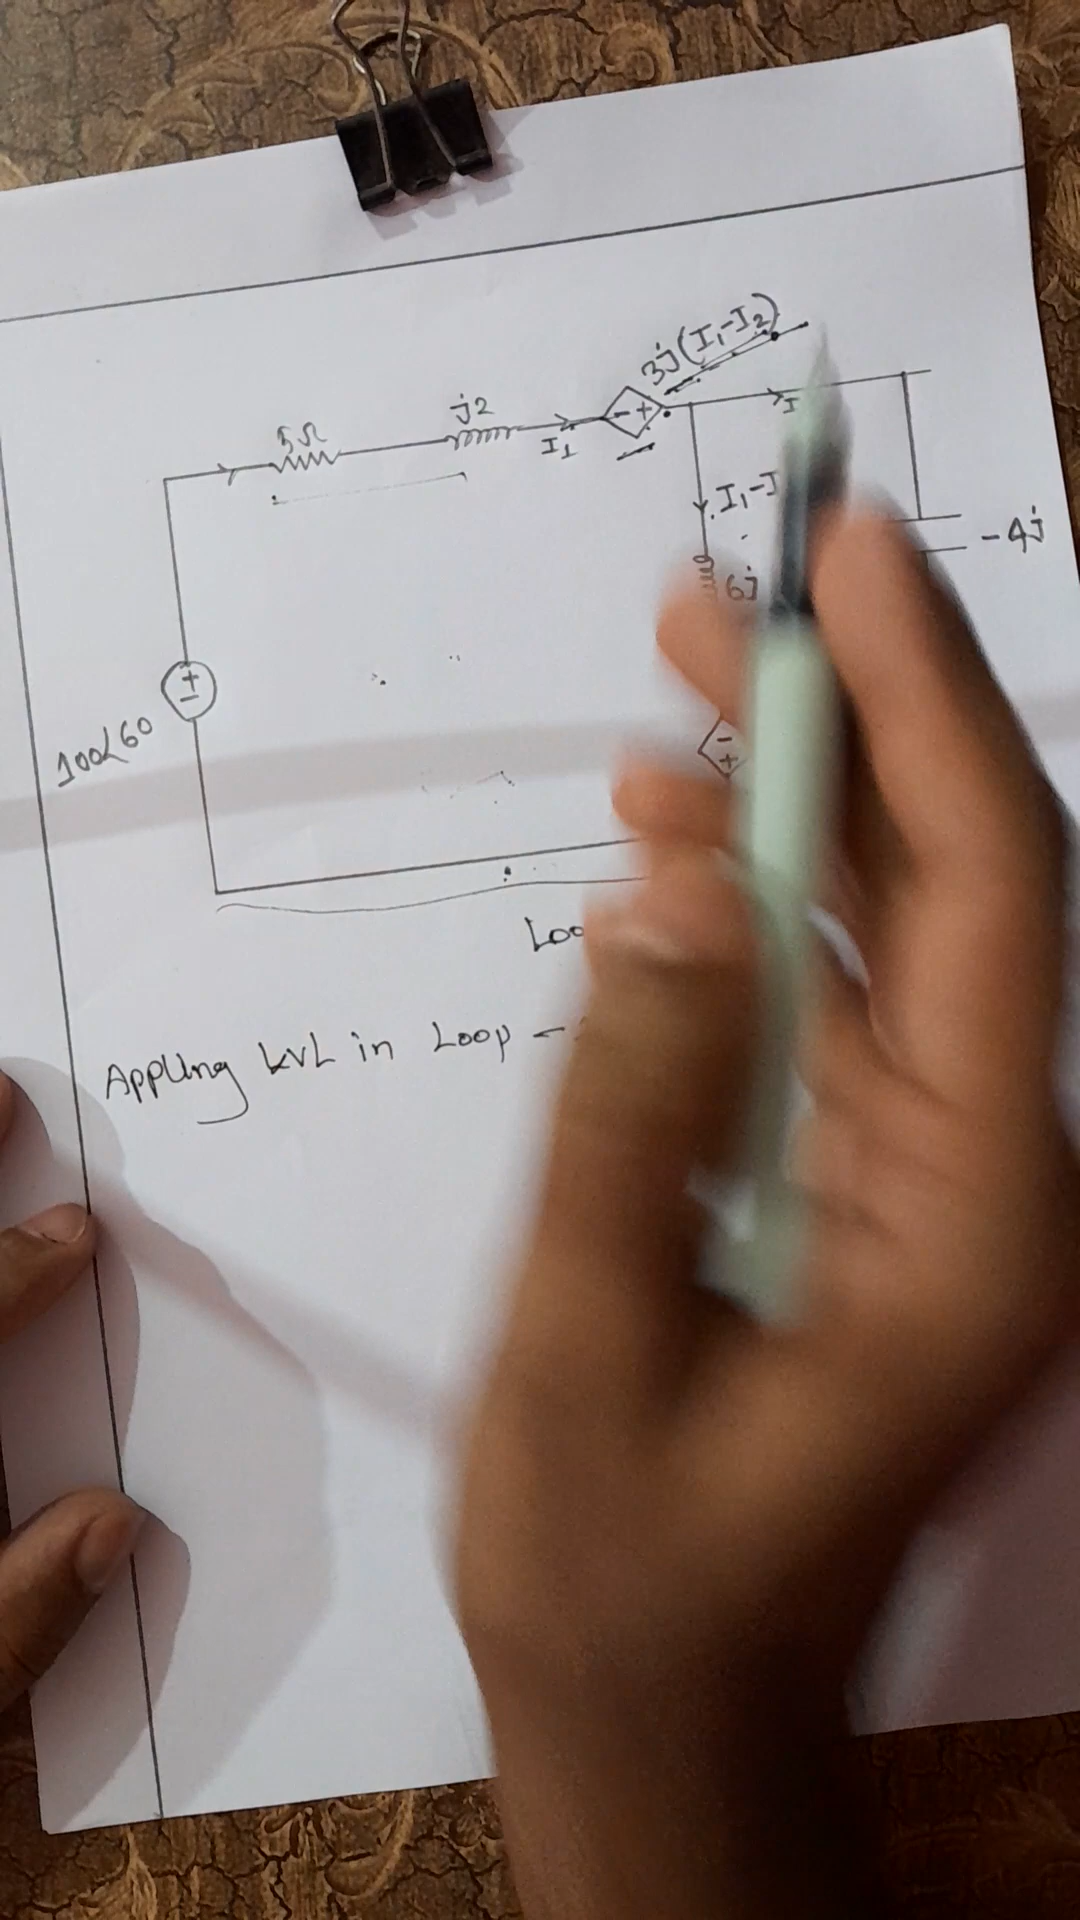 3j(I₁-I₂)
5Ω
j2
I₁
- +
I
I₁-I
-4j
6j
+
-
100∠60
-
+
Loo
Appling KVL in Loop -